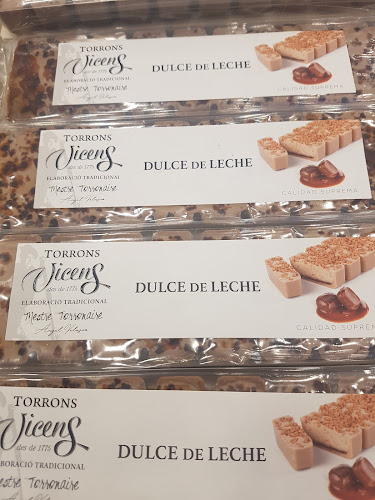 TORRONS
Vicens
des de 1775
ELABORACIÓ TRADICIONAL
Mestre Torronaire
DULCE DE LECHE
CALIDAD SUPREMA
TORRONS
Vicens
des de 1775
ELABORACIÓ TRADICIONAL
Mestre Torronaire
DULCE DE LECHE
CALIDAD SUPREMA
TORRONS
Vicens
des de 1775
ELABORACIÓ TRADICIONAL
Mestre Torronaire
DULCE DE LECHE
CALIDAD SUPREMA
TORRONS
Vicens
des de 1775
ELABORACIÓ TRADICIONAL
Mestre Torronaire
DULCE DE LECHE